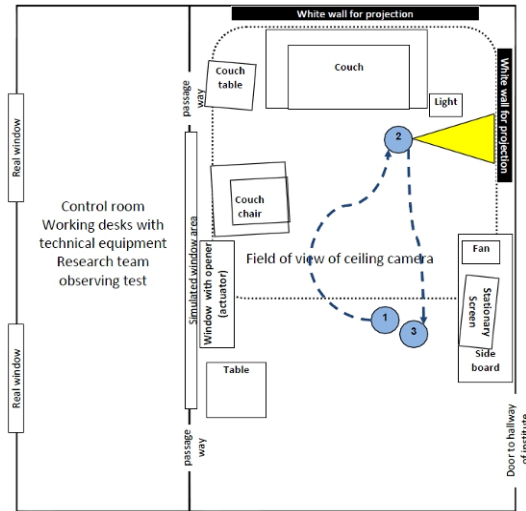 White wall for projection
Couch
table
Couch
Light
White wall for projection
passage
way
Real window
2
Control room
Working desks with
technical equipment
Research team
observing test
Couch
chair
Simulated window area
Window with opener
(actuator)
Field of view of ceiling camera
Fan
Stationary
Screen
1
3
Side
board
Real window
Table
passage
way
Door to hallway
of institute